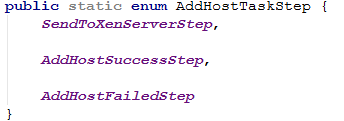 public static enum AddHostTaskStep {
SendToXenServerStep,
AddHostSuccessStep,
AddHostFailedStep
}